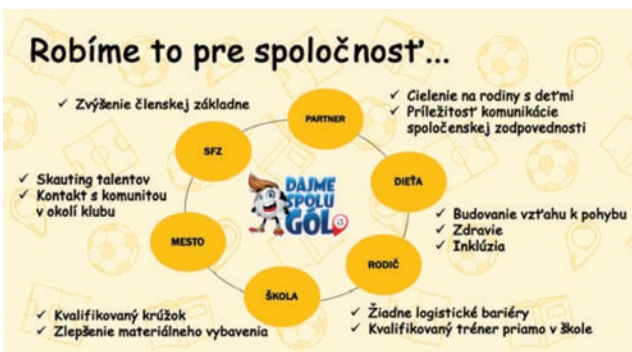 Robíme to pre spoločnosť...
✓ Zvýšenie členskej základne
PARTNER
✓ Cielenie na rodiny s deťmi
✓ Príležitosť komunikácie
spoločenskej zodpovednosti
SFZ
DIEŤA
✓ Skauting talentov
✓ Kontakt s komunitou
v okolí klubu
DAJME
SPOLU
GÓL
✓ Budovanie vzťahu k pohybu
✓ Zdravie
✓ Inklúzia
MESTO
RODIČ
ŠKOLA
✓ Kvalifikovaný krúžok
✓ Zlepšenie materiálneho vybavenia
✓ Žiadne logistické bariéry
✓ Kvalifikovaný tréner priamo v škole